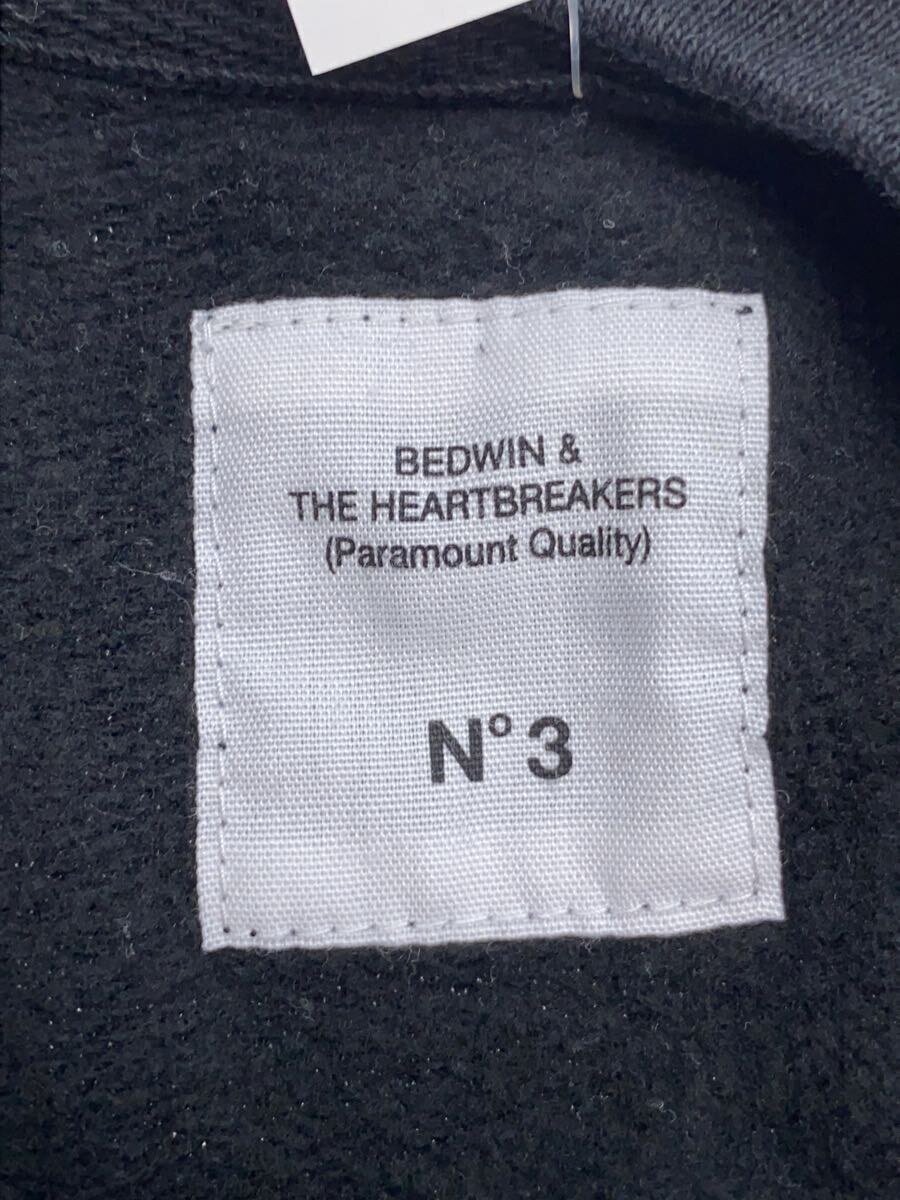 BEDWIN &
THE HEARTBREAKERS
(Paramount Quality)
N° 3